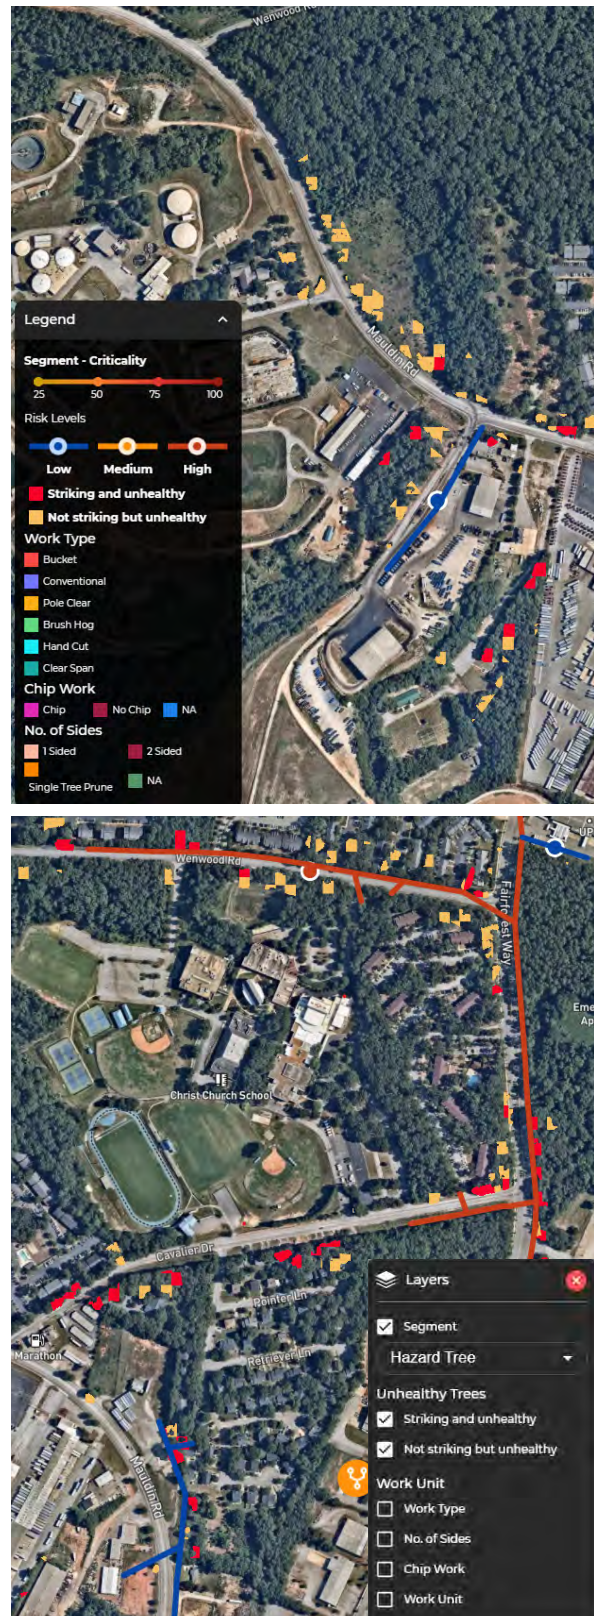 Wenwood Rd
Mauldin Rd
Legend
Segment - Criticality
25 50 75 100
Risk Levels
Low Medium High
Striking and unhealthy
Not striking but unhealthy
Work Type
Bucket
Conventional
Pole Clear
Brush Hog
Hand Cut
Clear Span
Chip Work
Chip No Chip NA
No. of Sides
1 Sided 2 Sided
Single Tree Prune NA
UP
Wenwood Rd
Fairforest Way
Eme
Ap
Christ Church School
Cavalier Dr
Pointer Ln
Retriever Ln
Marathon
Mauldin Rd
Layers
Segment
Hazard Tree
Unhealthy Trees
Striking and unhealthy
Not striking but unhealthy
Work Unit
Work Type
No. of Sides
Chip Work
Work Unit